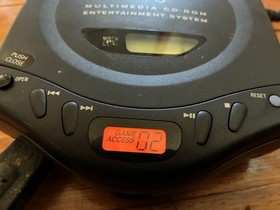 MULTIMEDIA CD-ROM
ENTERTAINMENT SYSTEM
PUSH
CLOSE
OPEN
RESET
GAME
ACCESS 02